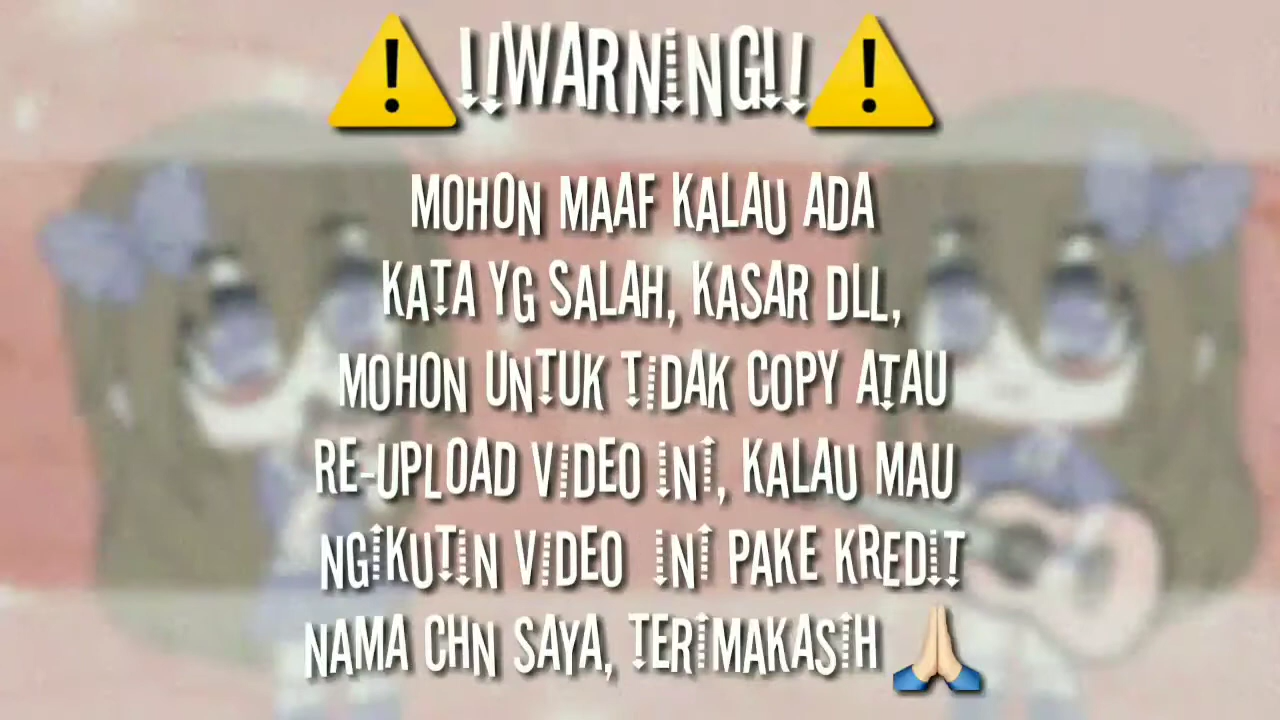 ⚠️!!WARNING!!⚠️
MOHON MAAF KALAU ADA
KATA YG SALAH, KASAR DLL,
MOHON UNTUK TIDAK COPY ATAU
RE-UPLOAD VIDEO INI, KALAU MAU
NGIKUTIN VIDEO INI PAKE KREDIT
NAMA CHN SAYA, TERIMAKASIH 🙏🏻